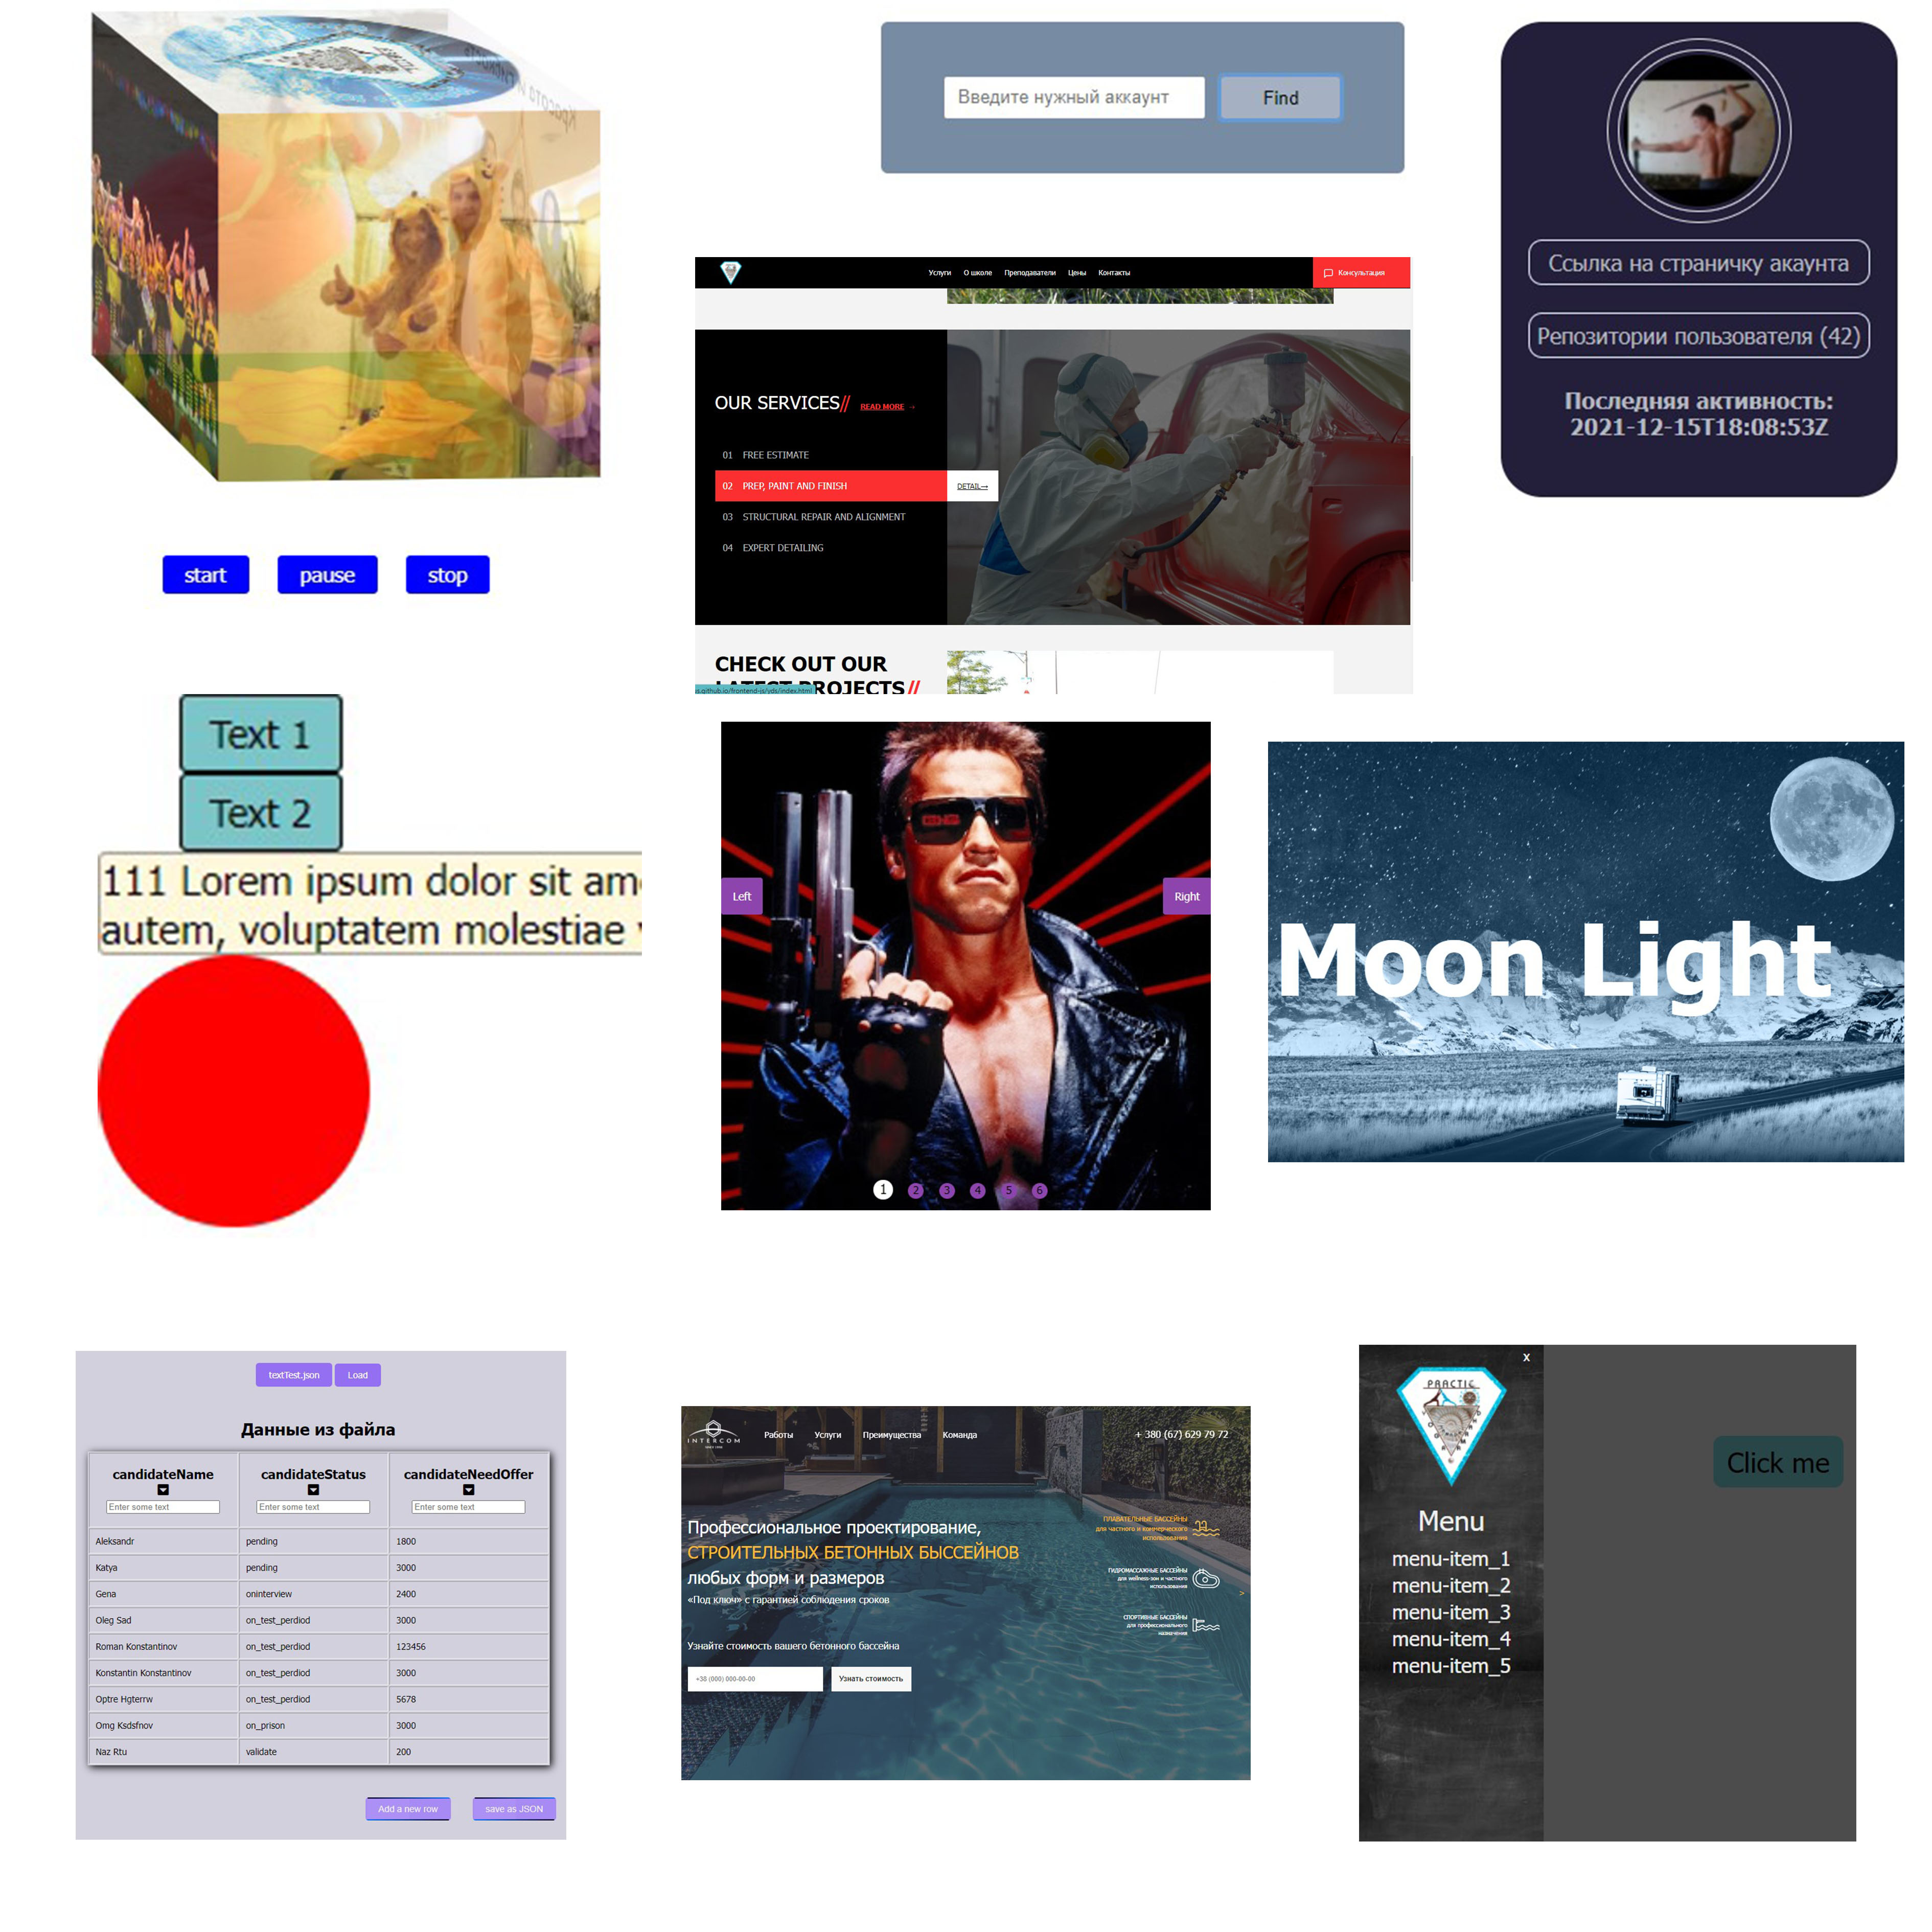 Красота и
Введите нужный аккаунт
Find
Ссылка на страничку акаунта
Репозитории пользователя (42)
Последняя активность:
2021-12-15T18:08:53Z
start
pause
stop
Услуги
О школе
Преподаватели
Цены
Контакты
Консультация
OUR SERVICES//
READ MORE →
01 FREE ESTIMATE
02 PREP, PAINT AND FINISH
DETAIL→
03 STRUCTURAL REPAIR AND ALIGNMENT
04 EXPERT DETAILING
CHECK OUT OUR
LATEST PROJECTS//
s.github.io/frontend-js/yds/index.html
Text 1
Text 2
111 Lorem ipsum dolor sit am
autem, voluptatem molestiae
Left
Right
1 2 3 4 5 6
Moon Light
textTest.json
Load
Данные из файла
candidateName candidateStatus candidateNeedOffer
Enter some text Enter some text Enter some text
Aleksandr pending 1800
Katya pending 3000
Gena oninterview 2400
Oleg Sad on_test_perdiod 3000
Roman Konstantinov on_test_perdiod 123456
Konstantin Konstantinov on_test_perdiod 3000
Optre Hgterrw on_test_perdiod 5678
Omg Ksdsfnov on_prison 3000
Naz Rtu validate 200
Add a new row
save as JSON
INTERCOM
Работы
Услуги
Преимущества
Команда
+ 380 (67) 629 79 72
Профессиональное проектирование,
СТРОИТЕЛЬНЫХ БЕТОННЫХ БЫССЕЙНОВ
любых форм и размеров
«Под ключ» с гарантией соблюдения сроков
Узнайте стоимость вашего бетонного бассейна
+38 (000) 000-00-00
Узнать стоимость
ПЛАВАТЕЛЬНЫЕ БАССЕЙНЫ
для частного и коммерческого
использования
ГИДРОМАССАЖНЫЕ БАССЕЙНЫ
для wellness-зон и частного
использования
СПОРТИВНЫЕ БАССЕЙНЫ
для профессионального
назначения
>
x
PRACTIC
Menu
menu-item_1
menu-item_2
menu-item_3
menu-item_4
menu-item_5
Click me